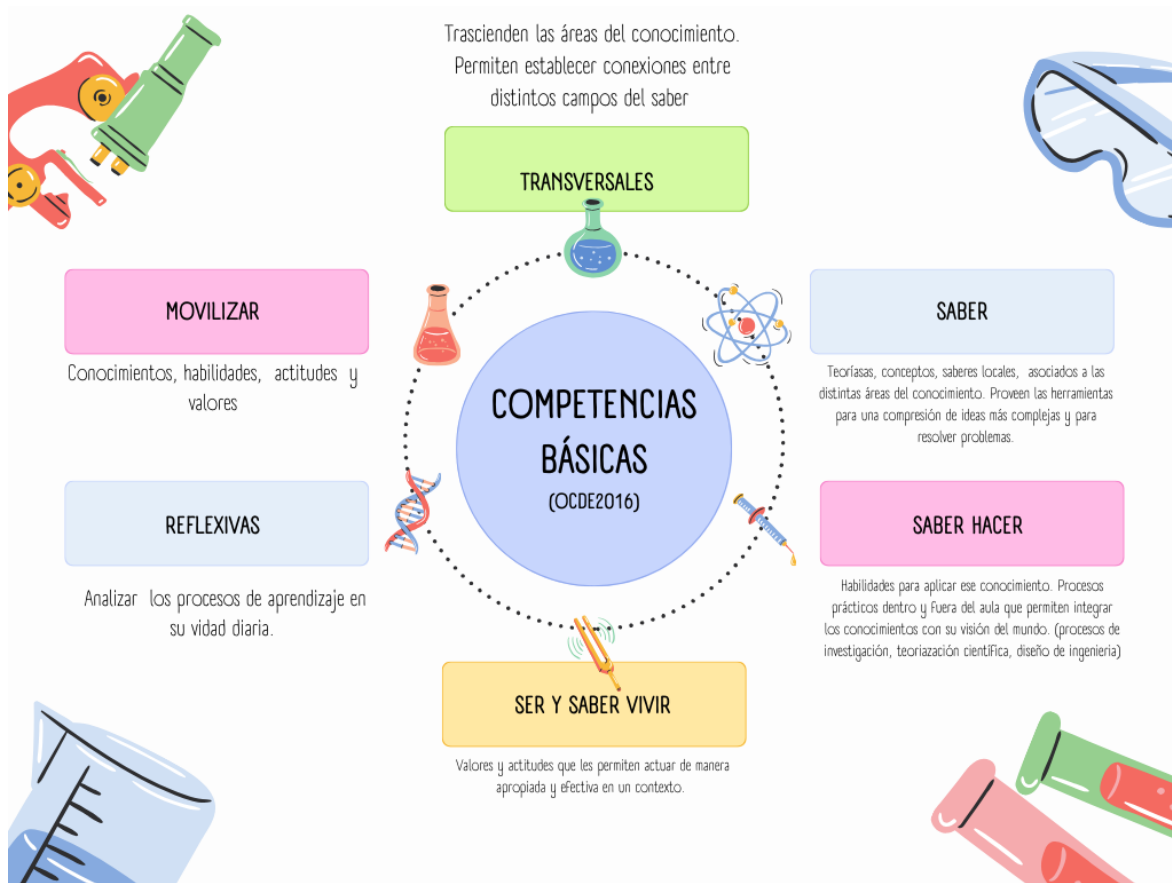 Trascienden las áreas del conocimiento.
Permiten establecer conexiones entre
distintos campos del saber
TRANSVERSALES
MOVILIZAR
Conocimientos, habilidades, actitudes y
valores
SABER
Teoríasas, conceptos, saberes locales, asociados a las
distintas áreas del conocimiento. Proveen las herramientas
para una compresión de ideas más complejas y para
resolver problemas.
COMPETENCIAS
BÁSICAS
(OCDE2016)
REFLEXIVAS
Analizar los procesos de aprendizaje en
su vidad diaria.
SABER HACER
Habilidades para aplicar ese conocimiento. Procesos
prácticos dentro y fuera del aula que permiten integrar
los conocimientos con su visión del mundo. (procesos de
investigación, teoriazación científica, diseño de ingenieria)
SER Y SABER VIVIR
Valores y actitudes que les permiten actuar de manera
apropiada y efectiva en un contexto.